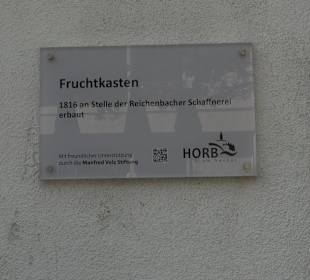 Fruchtkasten
1816 an Stelle der Reichenbacher Schaffnerei
erbaut
Mit freundlicher Unterstützung
durch die Manfred Volz Stiftung
HORB